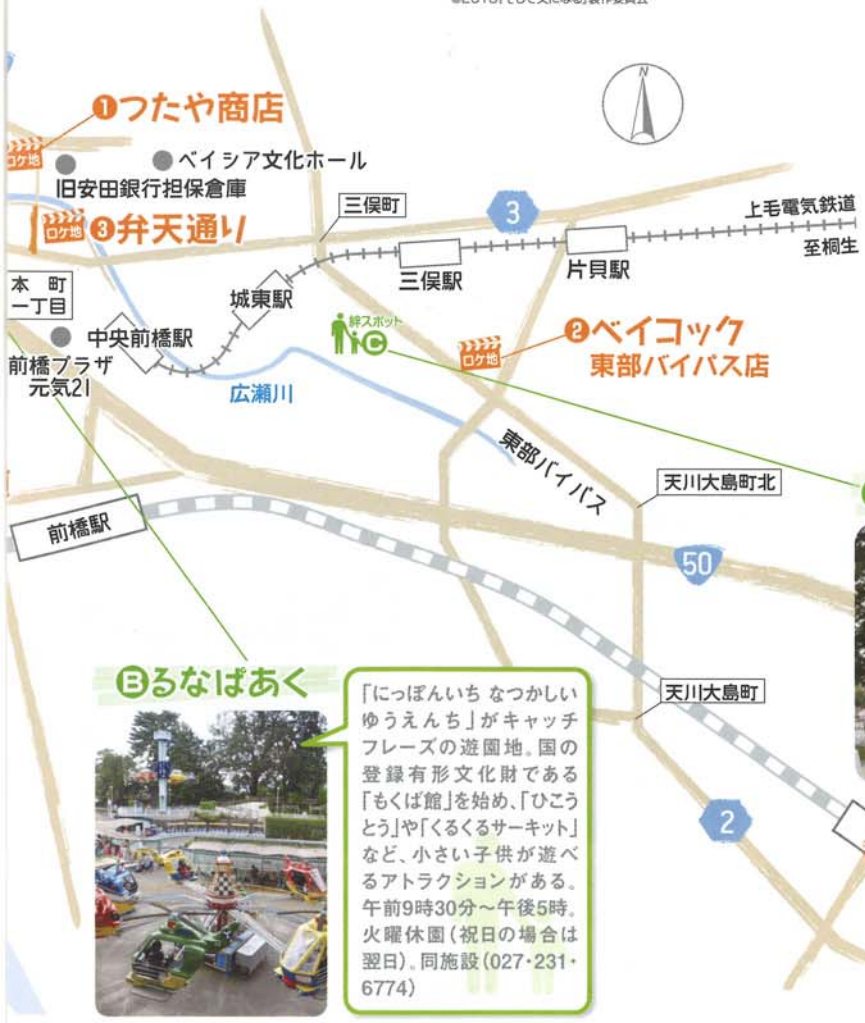 N
❶つたや商店
ロケ地
ベイシア文化ホール
旧安田銀行担保倉庫
ロケ地
❸弁天通り
三俣町
3
上毛電気鉄道
至桐生
三俣駅
片貝駅
本町
一丁目
城東駅
中央前橋駅
前橋プラザ
元気21
絆スポット
C
ロケ地
❷ベイコック
東部バイパス店
広瀬川
東部バイパス
天川大島町北
前橋駅
50
天川大島町
2
Ⓑるなぱあく
「にっぽんいち なつかしい
ゆうえんち」がキャッチ
フレーズの遊園地。国の
登録有形文化財である
「もくば館」を始め、「ひこう
とう」や「くるくるサーキット」
など、小さい子供が遊べ
るアトラクションがある。
午前9時30分～午後5時。
火曜休園(祝日の場合は
翌日)。同施設(027・231・
6774)